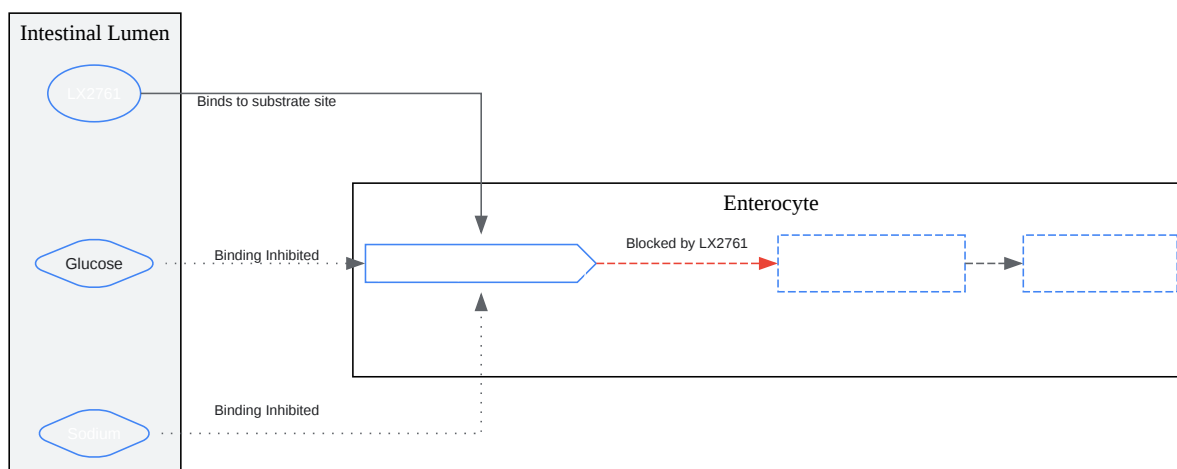 Intestinal Lumen
LX2761
Binds to substrate site
Enterocyte
Blocked by LX2761
Glucose
Binding Inhibited
Binding Inhibited
Sodium